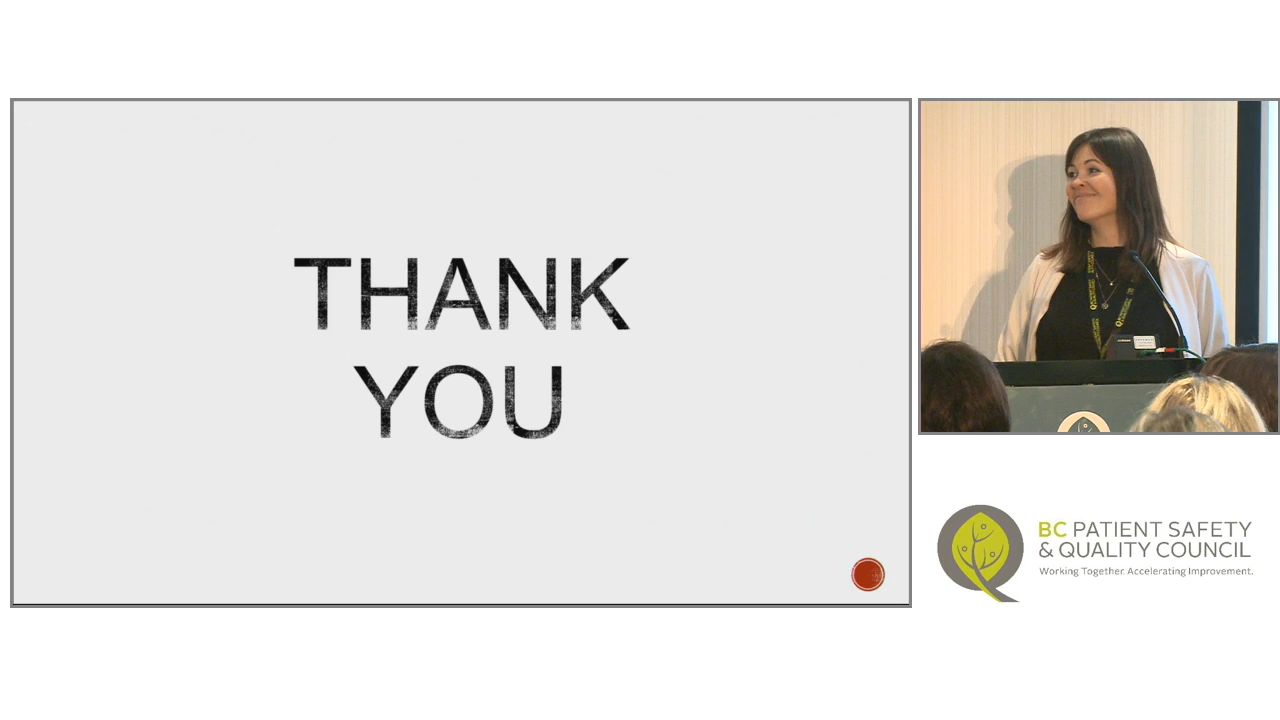 THANK
YOU
BC PATIENT SAFETY
& QUALITY COUNCIL
Working Together. Accelerating Improvement.